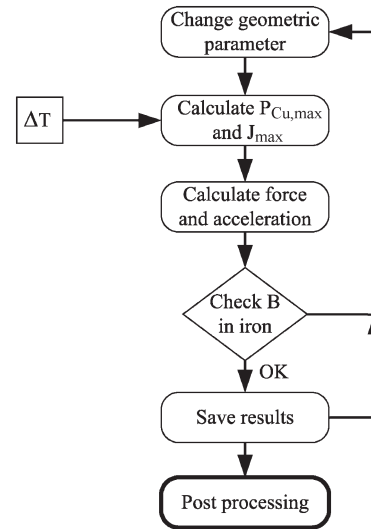 Change geometric
parameter
ΔT
Calculate P_Cu,max
and J_max
Calculate force
and acceleration
Check B
in iron
OK
Save results
Post processing